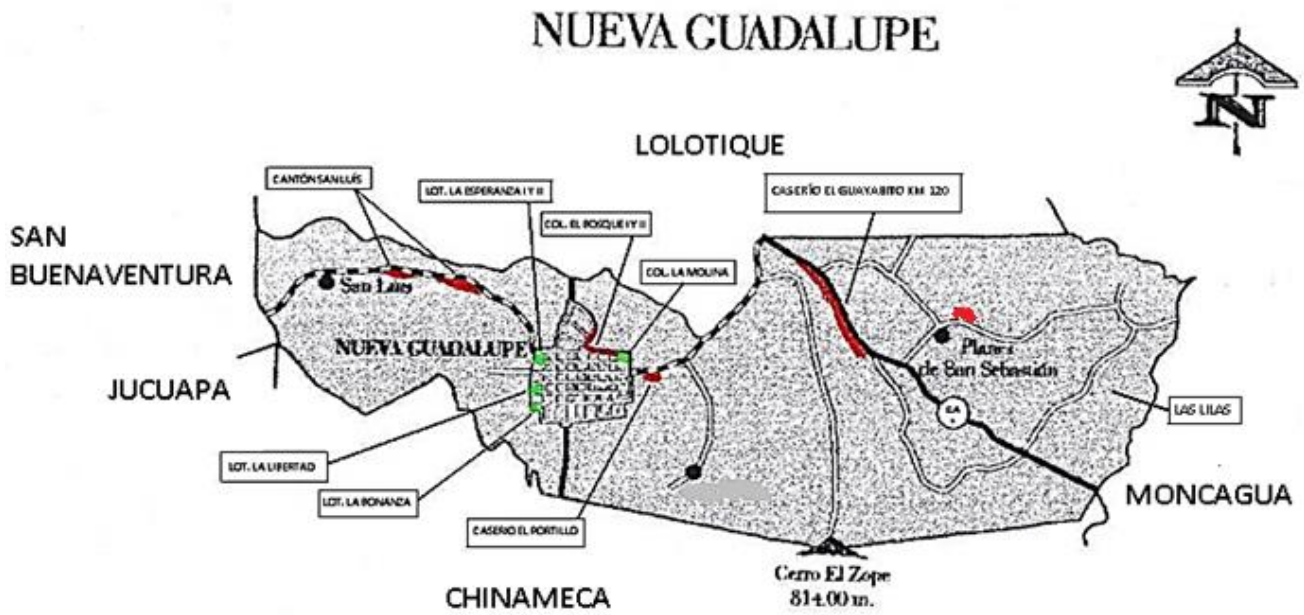 NUEVA GUADALUPE
N
LOLOTIQUE
CANTÓN SAN LUÍS
LOT. LA ESPERANZA I Y II
CASERÍO EL GUAYABITO KM 120
COL. EL BOSQUE I Y II
SAN
BUENAVENTURA
COL. LA MOLINA
San Luis
NUEVA GUADALUPE
Planes
de San Sebastián
JUCUAPA
LAS LILAS
LOT. LA LIBERTAD
LOT. LA BONANZA
MONCAGUA
CASERIO EL PORTILLO
Cerro El Zope
814.00 m.
CHINAMECA